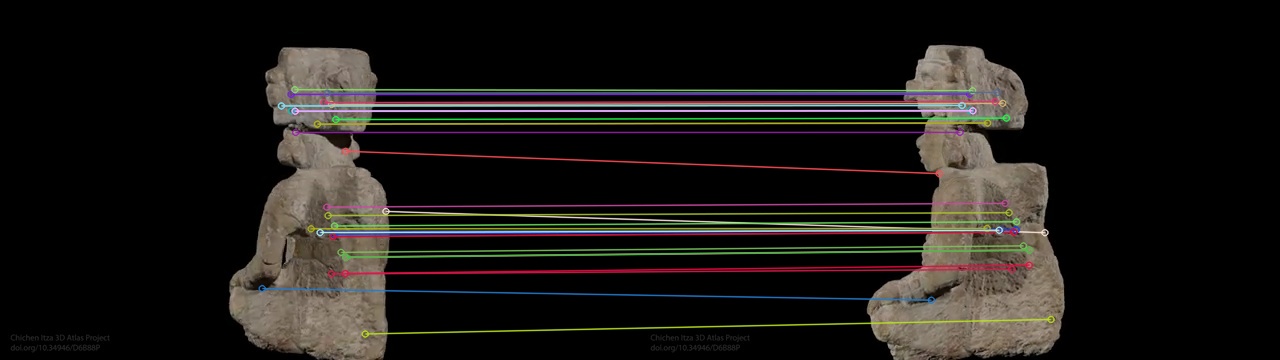 Chichen Itza 3D Atlas Project
doi.org/10.34946/D6B88P
Chichen Itza 3D Atlas Project
doi.org/10.34946/D6B88P